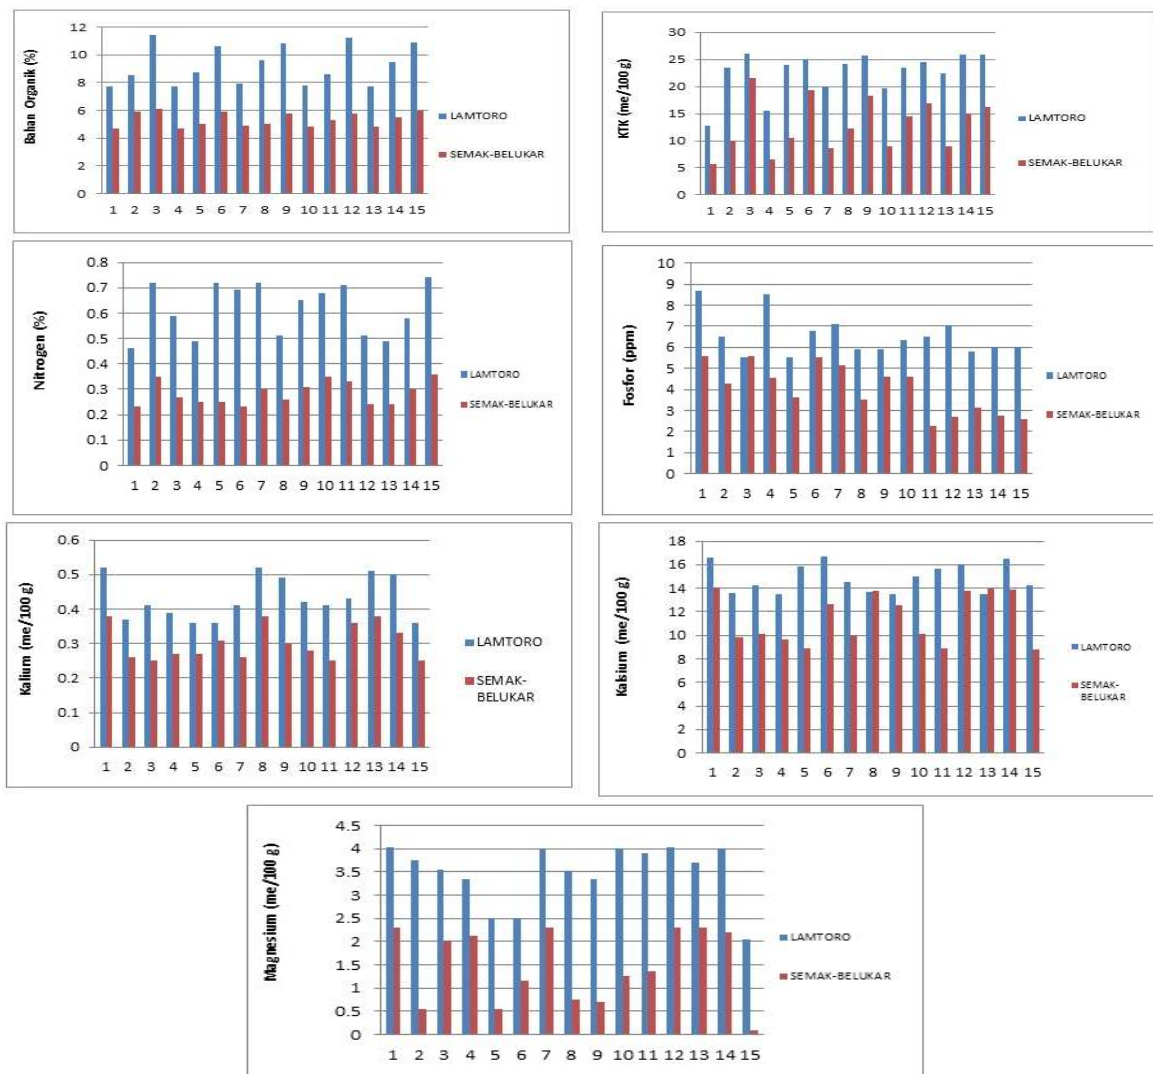 Bahan Organik (%)
12
10
8
6
4
2
0
1 2 3 4 5 6 7 8 9 10 11 12 13 14 15
LAMTORO
SEMAK-BELUKAR
KTK (me/100 g)
30
25
20
15
10
5
0
1 2 3 4 5 6 7 8 9 10 11 12 13 14 15
LAMTORO
SEMAK-BELUKAR
Nitrogen (%)
0.8
0.7
0.6
0.5
0.4
0.3
0.2
0.1
0
1 2 3 4 5 6 7 8 9 10 11 12 13 14 15
LAMTORO
SEMAK-BELUKAR
Fosfor (ppm)
10
9
8
7
6
5
4
3
2
1
0
1 2 3 4 5 6 7 8 9 10 11 12 13 14 15
LAMTORO
SEMAK-BELUKAR
Kalium (me/100 g)
0.6
0.5
0.4
0.3
0.2
0.1
0
1 2 3 4 5 6 7 8 9 10 11 12 13 14 15
LAMTORO
SEMAK-
BELUKAR
Kalsium (me/100 g)
18
16
14
12
10
8
6
4
2
0
1 2 3 4 5 6 7 8 9 10 11 12 13 14 15
LAMTORO
SEMAK-
BELUKAR
Magnesium (me/100 g)
4.5
4
3.5
3
2.5
2
1.5
1
0.5
0
1 2 3 4 5 6 7 8 9 10 11 12 13 14 15
LAMTORO
SEMAK-BELUKAR